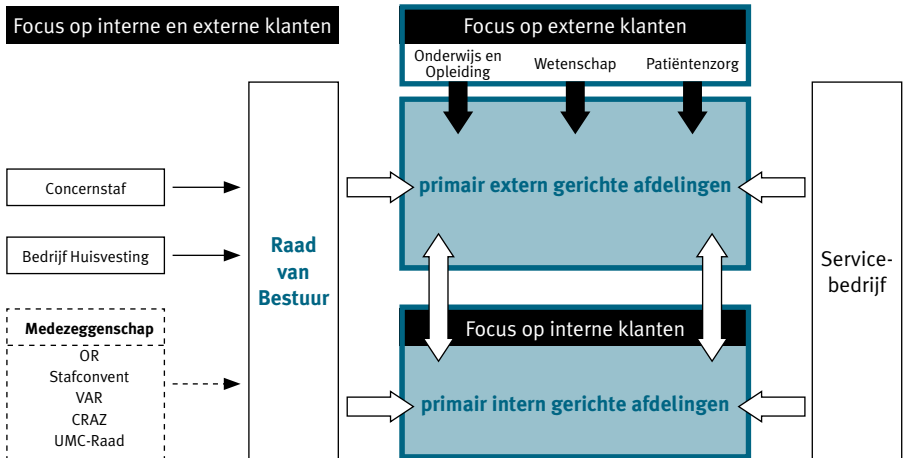 Focus op interne en externe klanten
Focus op externe klanten
Onderwijs en
Opleiding
Wetenschap
Patiëntenzorg
Concernstaf
Bedrijf Huisvesting
Medezeggenschap
OR
Stafconvent
VAR
CRAZ
UMC-Raad
Raad
van
Bestuur
primair extern gerichte afdelingen
Focus op interne klanten
primair intern gerichte afdelingen
Service-
bedrijf